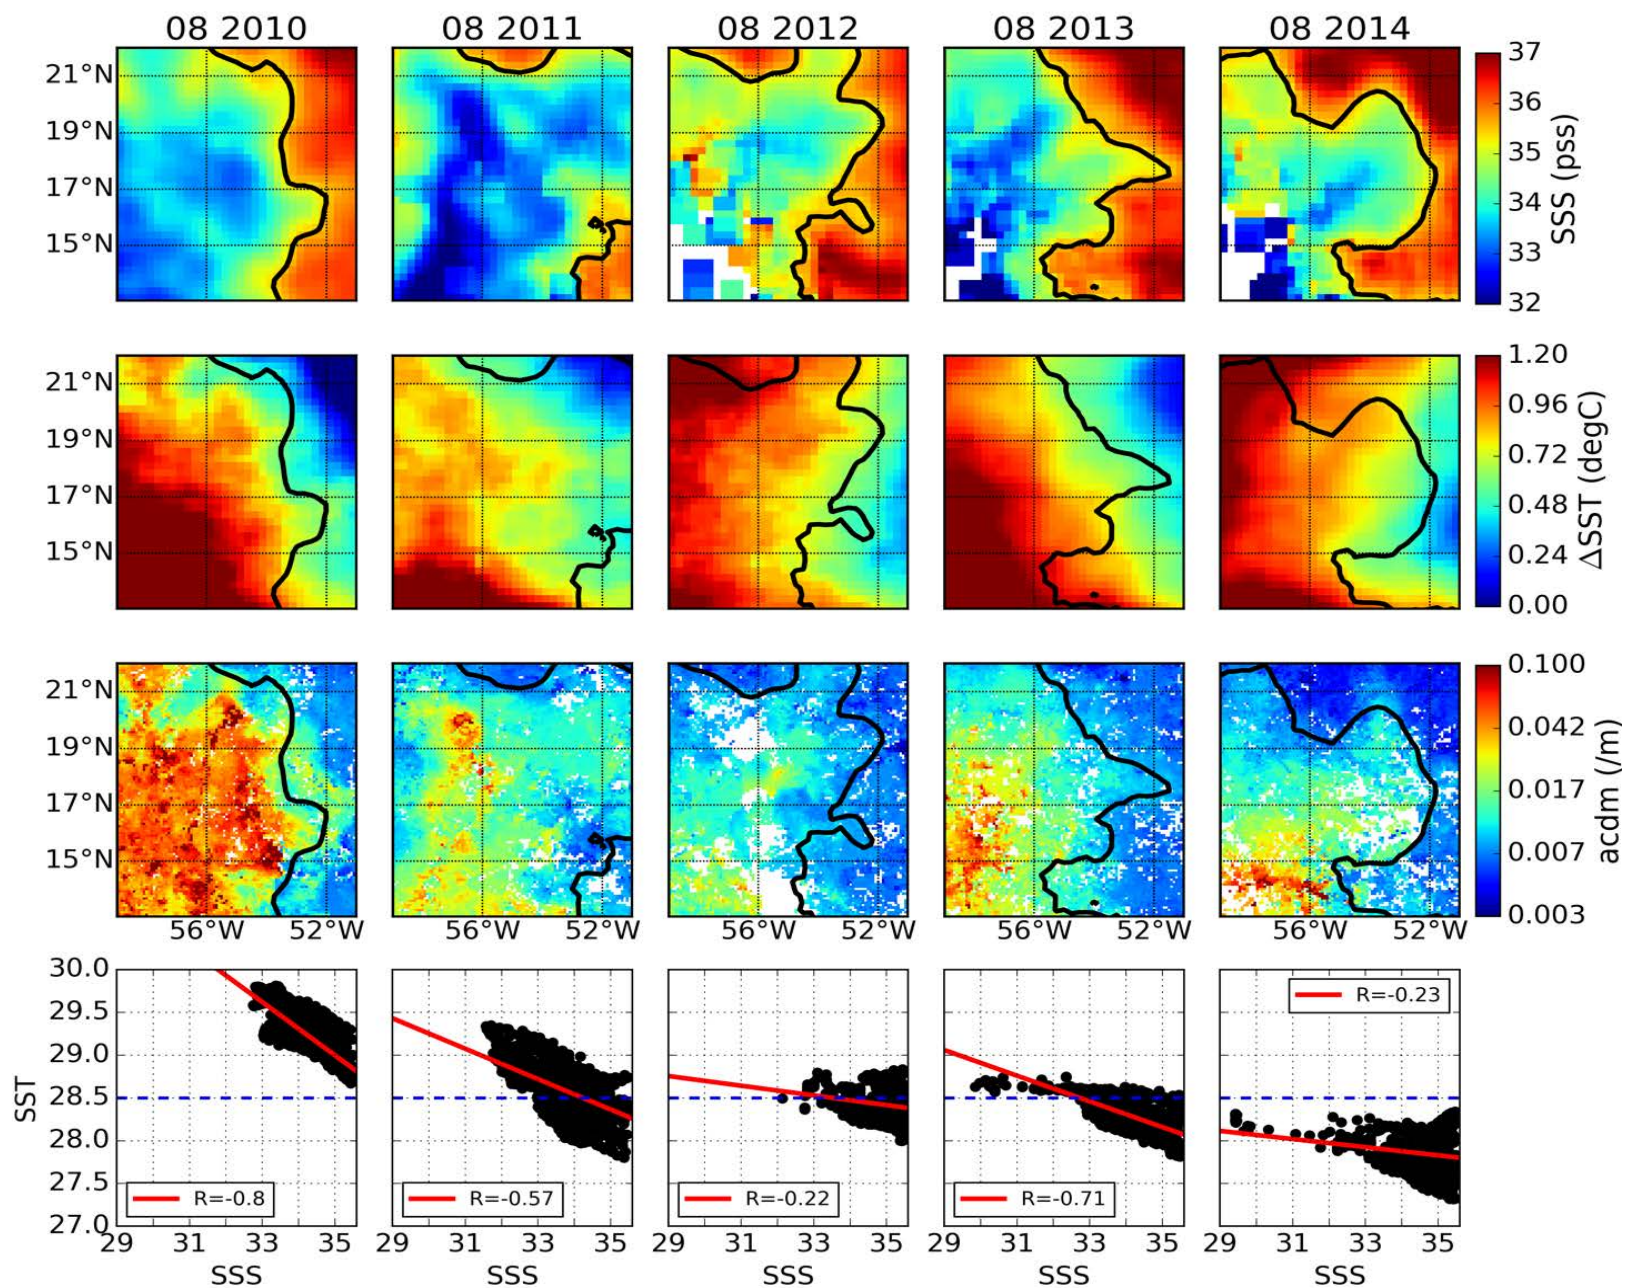 08 2010 08 2011 08 2012 08 2013 08 2014
37
21°N
36
19°N
35
17°N
34
15°N
33
32
SSS (pss)
1.20
21°N
0.96
19°N
0.72
17°N
0.48
15°N
0.24
0.00
ΔSST (degC)
0.100
21°N
0.042
19°N
0.017
17°N
0.007
15°N
0.003
acdm (/m)
56°W 52°W 56°W 52°W 56°W 52°W 56°W 52°W 56°W 52°W
30.0
29.5
29.0
28.5
28.0
27.5
27.0
SST
R=-0.23
R=-0.8 R=-0.57 R=-0.22 R=-0.71
29 31 33 35 29 31 33 35 29 31 33 35 29 31 33 35 29 31 33 35
SSS SSS SSS SSS SSS